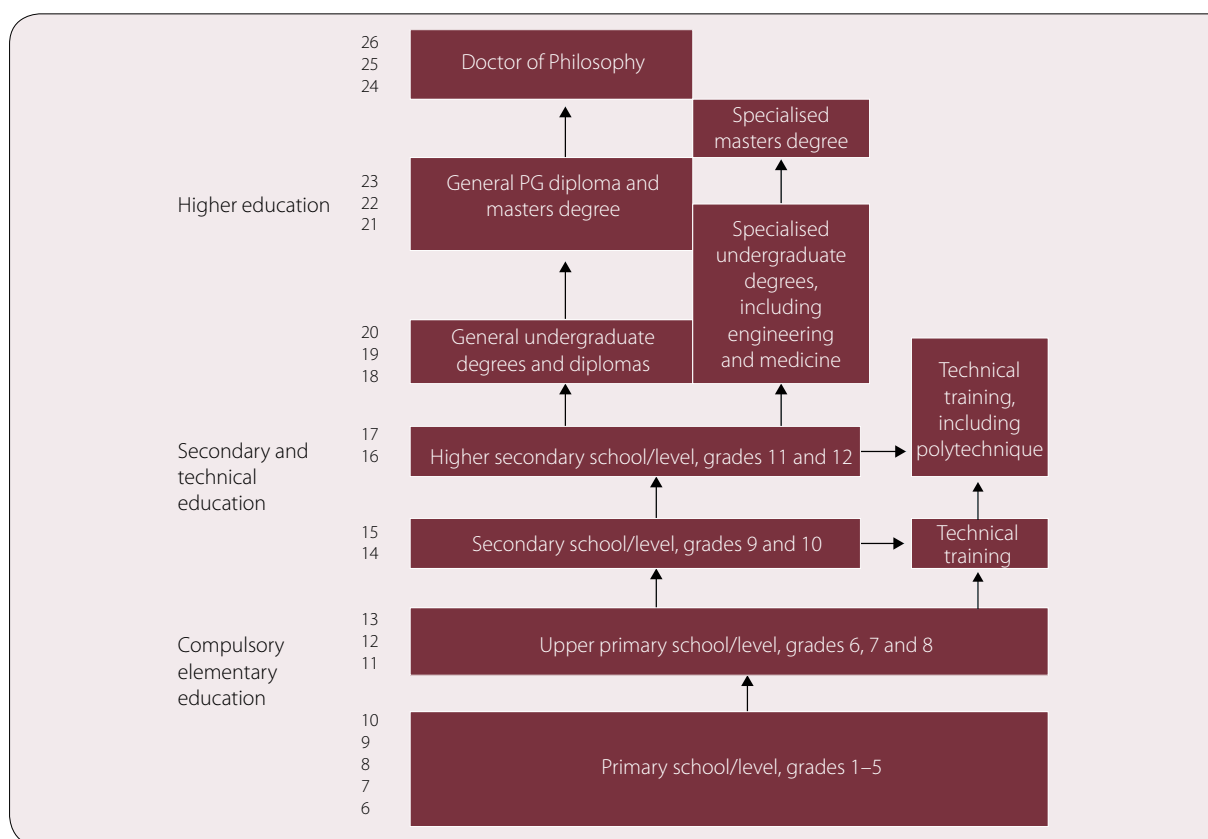 26
25
24
Doctor of Philosophy
Specialised
masters degree
Higher education
23
22
21
General PG diploma and
masters degree
Specialised
undergraduate
degrees,
including
engineering
and medicine
20
19
18
General undergraduate
degrees and diplomas
Technical
training,
including
polytechnique
Secondary and
technical
education
17
16
Higher secondary school/level, grades 11 and 12
15
14
Secondary school/level, grades 9 and 10
Technical
training
Compulsory
elementary
education
13
12
11
Upper primary school/level, grades 6, 7 and 8
10
9
8
7
6
Primary school/level, grades 1–5